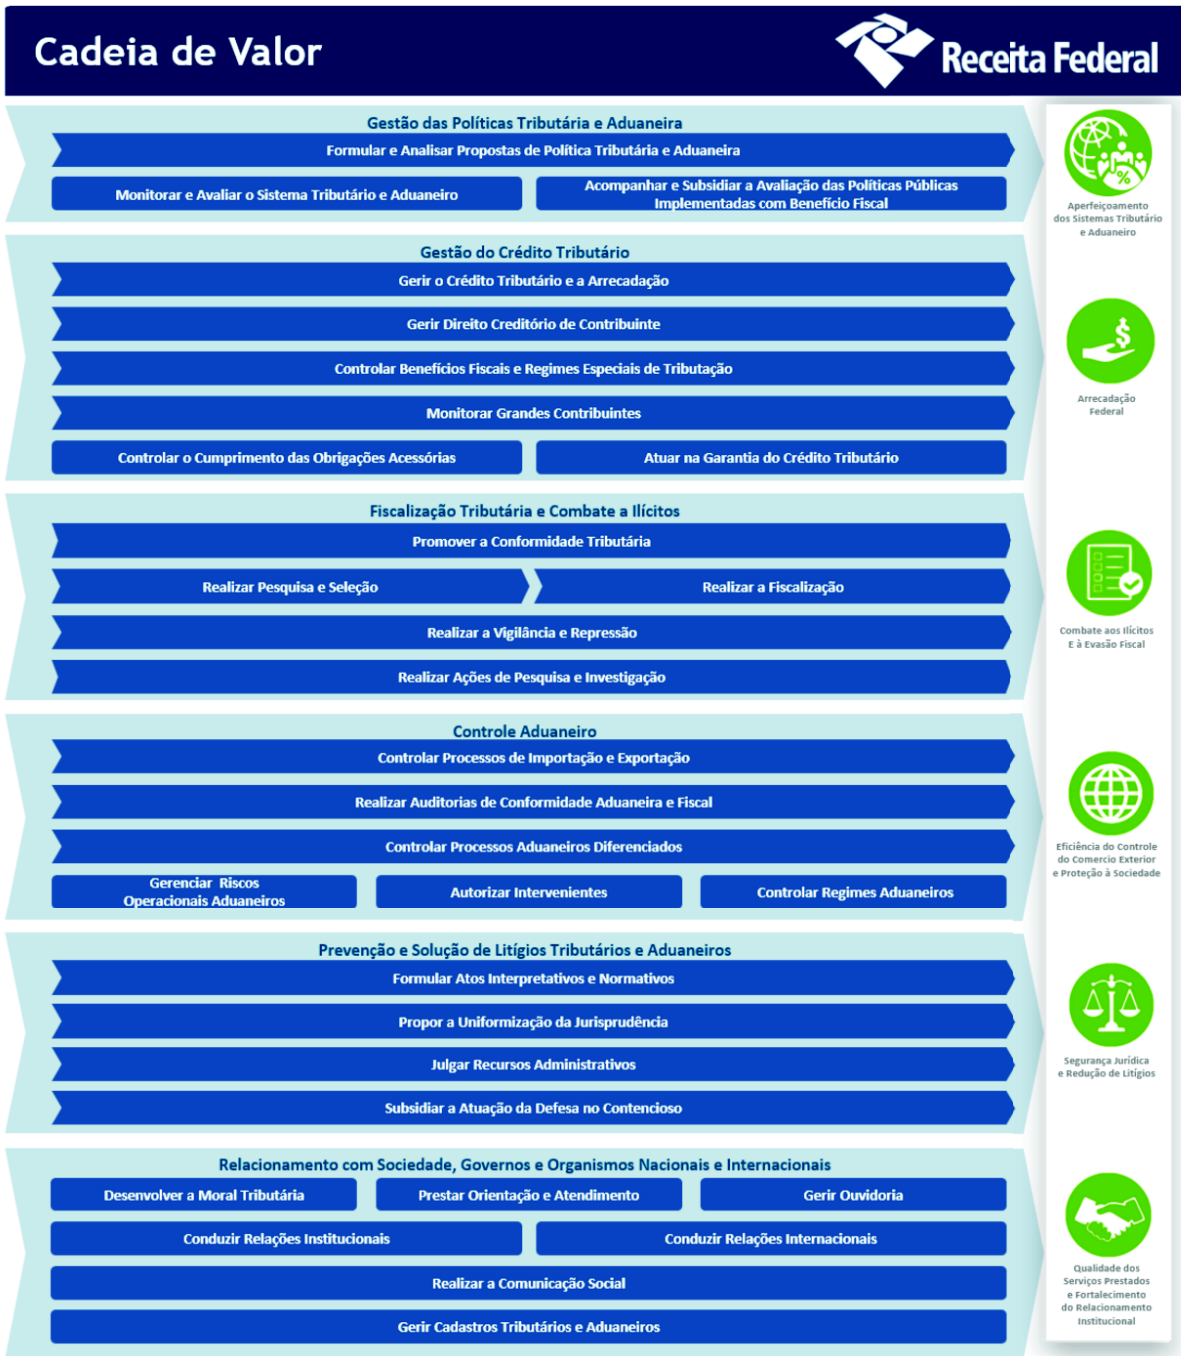 Cadeia de Valor
Receita Federal
Gestão das Políticas Tributária e Aduaneira
Formular e Analisar Propostas de Política Tributária e Aduaneira
Monitorar e Avaliar o Sistema Tributário e Aduaneiro
Acompanhar e Subsidiar a Avaliação das Políticas Públicas
Implementadas com Benefício Fiscal
Aperfeiçoamento
dos Sistemas Tributário
e Aduaneiro
Gestão do Crédito Tributário
Gerir o Crédito Tributário e a Arrecadação
Gerir Direito Creditório de Contribuinte
Controlar Benefícios Fiscais e Regimes Especiais de Tributação
Monitorar Grandes Contribuintes
Controlar o Cumprimento das Obrigações Acessórias
Atuar na Garantia do Crédito Tributário
Arrecadação
Federal
Fiscalização Tributária e Combate a Ilícitos
Promover a Conformidade Tributária
Realizar Pesquisa e Seleção
Realizar a Fiscalização
Realizar a Vigilância e Repressão
Realizar Ações de Pesquisa e Investigação
Combate aos Ilícitos
E à Evasão Fiscal
Controle Aduaneiro
Controlar Processos de Importação e Exportação
Realizar Auditorias de Conformidade Aduaneira e Fiscal
Controlar Processos Aduaneiros Diferenciados
Gerenciar Riscos
Operacionais Aduaneiros
Autorizar Intervenientes
Controlar Regimes Aduaneiros
Eficiência do Controle
do Comercio Exterior
e Proteção à Sociedade
Prevenção e Solução de Litígios Tributários e Aduaneiros
Formular Atos Interpretativos e Normativos
Propor a Uniformização da Jurisprudência
Julgar Recursos Administrativos
Subsidiar a Atuação da Defesa no Contencioso
Segurança Jurídica
e Redução de Litígios
Relacionamento com Sociedade, Governos e Organismos Nacionais e Internacionais
Desenvolver a Moral Tributária
Prestar Orientação e Atendimento
Gerir Ouvidoria
Conduzir Relações Institucionais
Conduzir Relações Internacionais
Realizar a Comunicação Social
Gerir Cadastros Tributários e Aduaneiros
Qualidade dos
Serviços Prestados
e Fortalecimento
do Relacionamento
Institucional